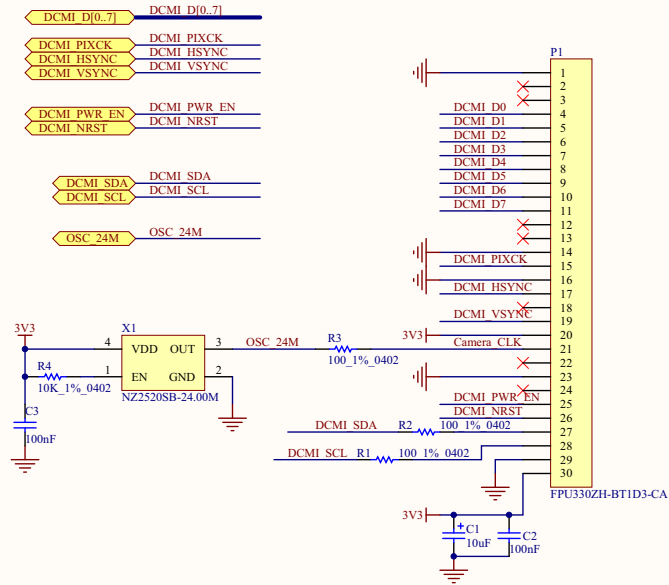 DCMI_D[0..7] DCMI_D[0..7]
DCMI_PIXCK DCMI_PIXCK
DCMI_HSYNC DCMI_HSYNC
DCMI_VSYNC DCMI_VSYNC
DCMI_PWR_EN DCMI_PWR_EN
DCMI_NRST DCMI_NRST
DCMI_SDA DCMI_SDA
DCMI_SCL DCMI_SCL
OSC_24M OSC_24M
P1
1
2
3
DCMI_D0 4
DCMI_D1 5
DCMI_D2 6
DCMI_D3 7
DCMI_D4 8
DCMI_D5 9
DCMI_D6 10
DCMI_D7 11
12
13
14
DCMI_PIXCK 15
16
DCMI_HSYNC 17
18
DCMI_VSYNC 19
3V3 20
Camera_CLK 21
22
23
24
DCMI_PWR_EN 25
DCMI_NRST 26
DCMI_SDA R2 100_1%_0402 27
28
DCMI_SCL R1 100_1%_0402 29
30
FPU330ZH-BT1D3-CA
3V3
X1
4 VDD OUT 3 OSC_24M R3
100_1%_0402
R4
10K_1%_0402
1 EN GND 2
NZ2520SB-24.00M
C3
100nF
3V3
+ C1
10uF
C2
100nF